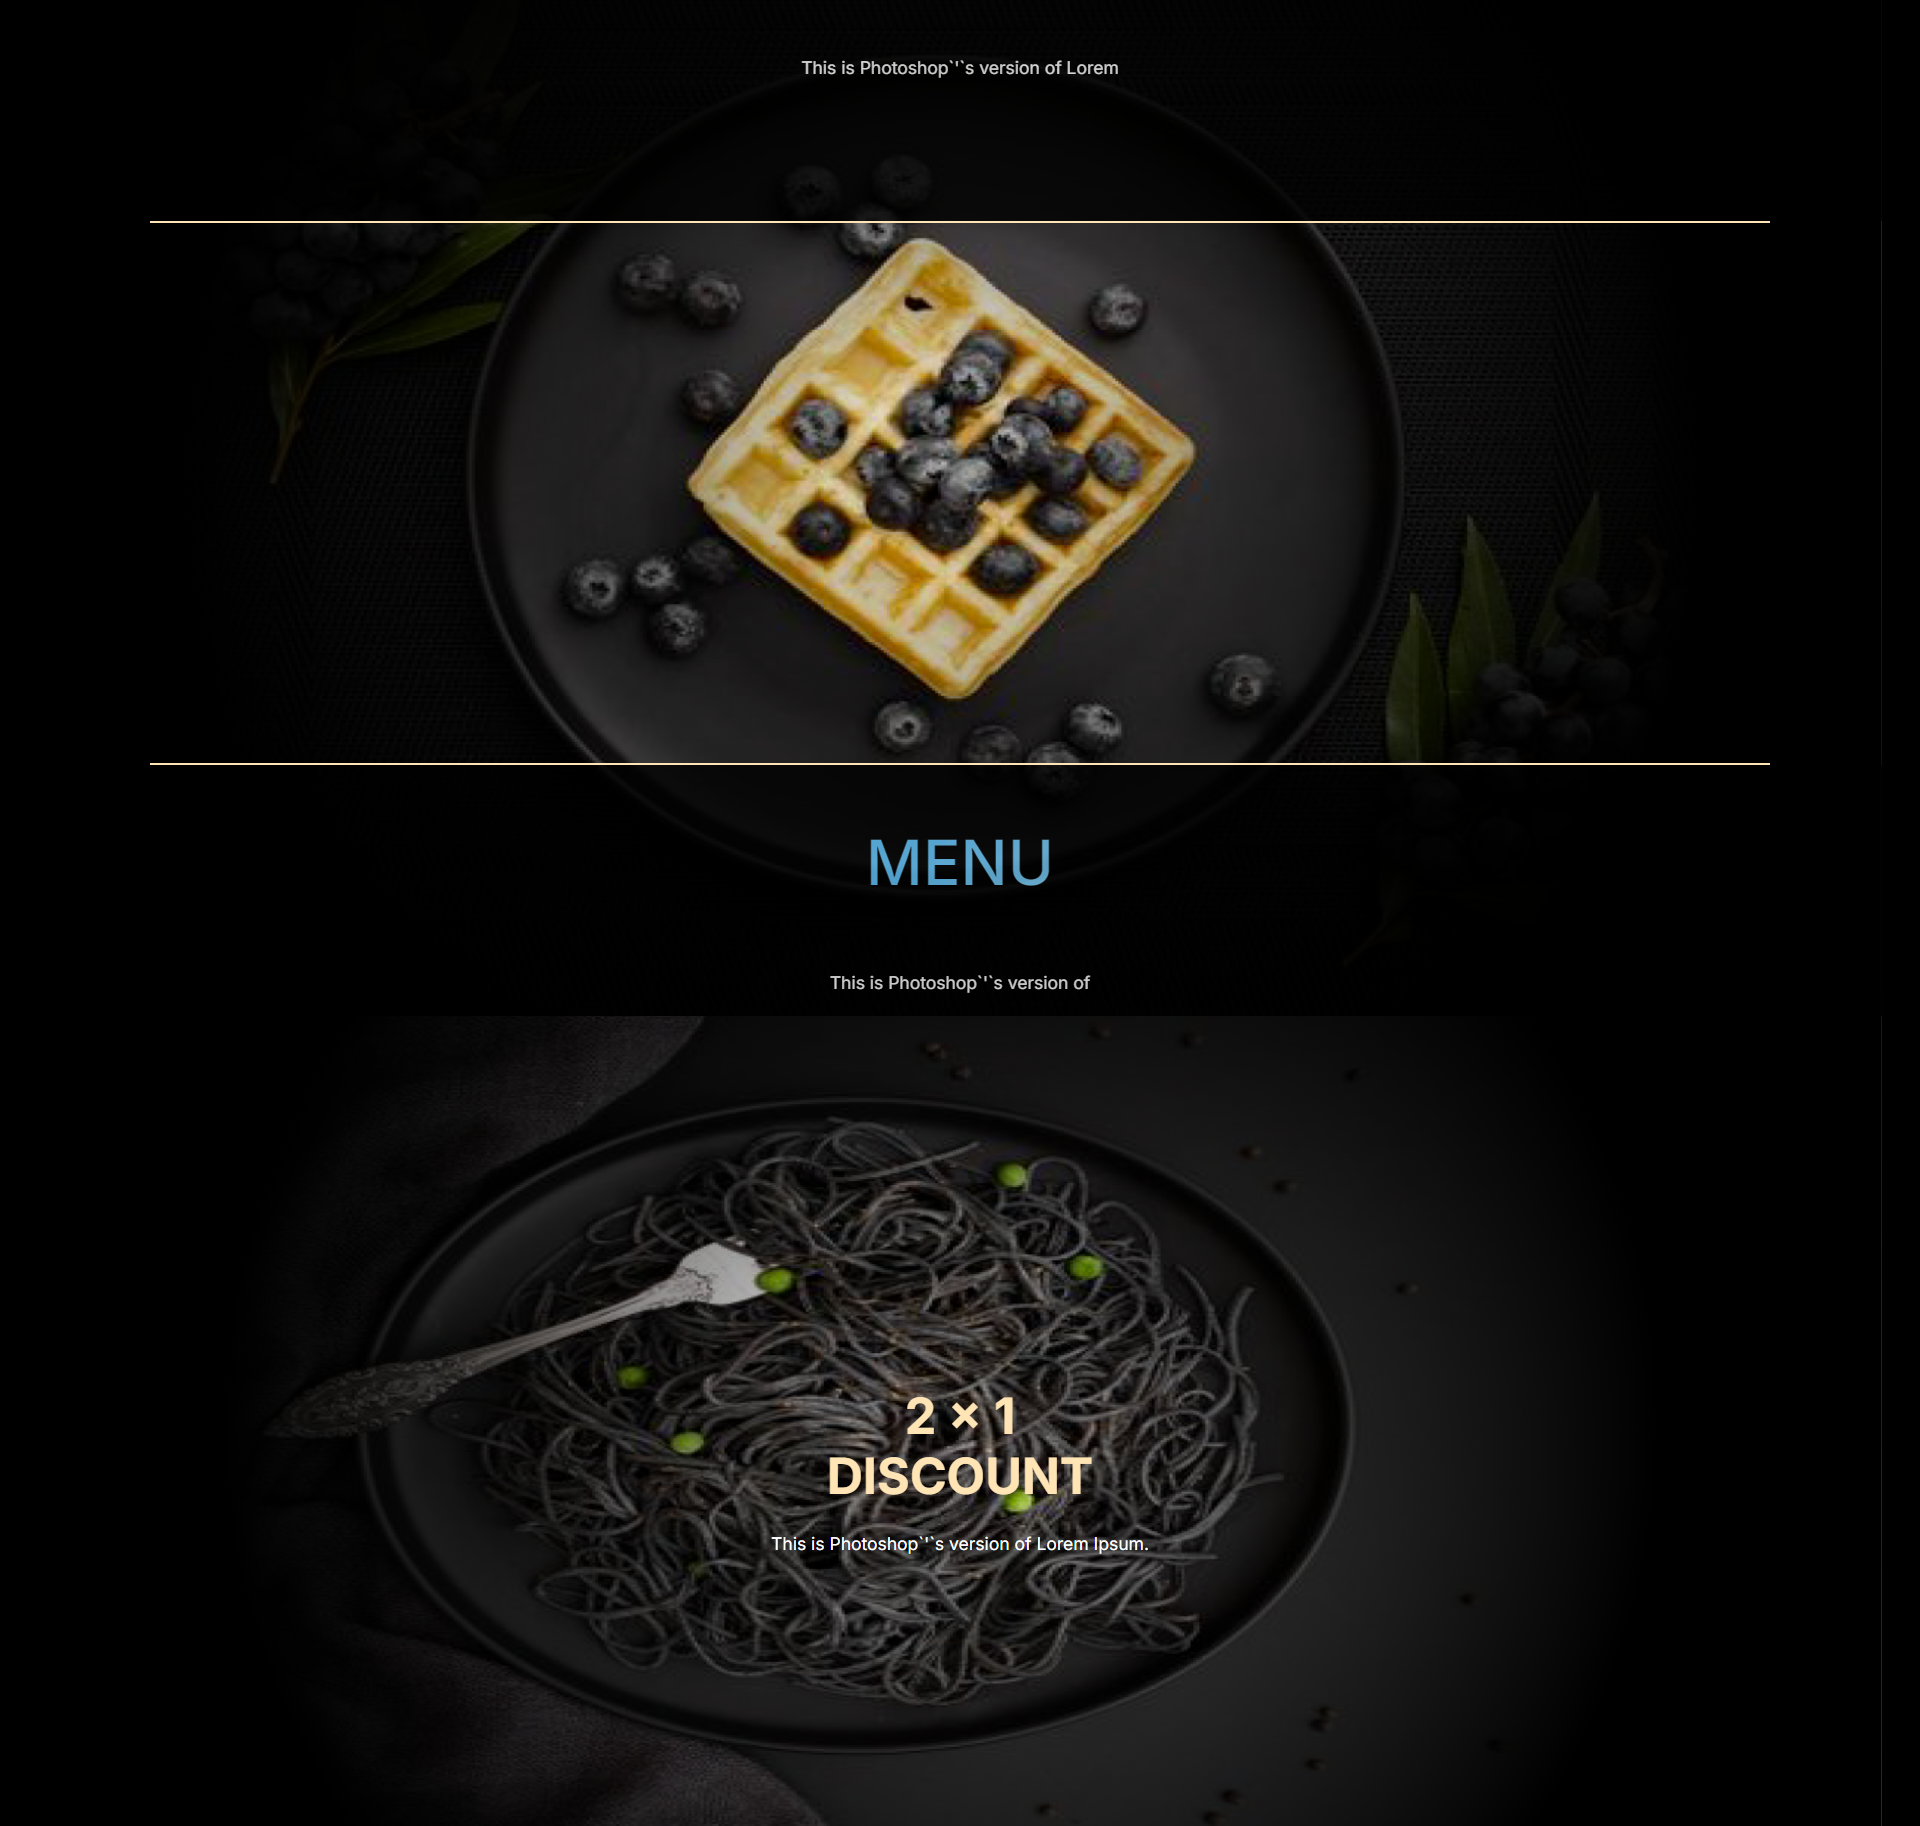 This is Photoshop`'`s version of Lorem
MENU
This is Photoshop`'`s version of
2 × 1
DISCOUNT
This is Photoshop`'`s version of Lorem Ipsum.